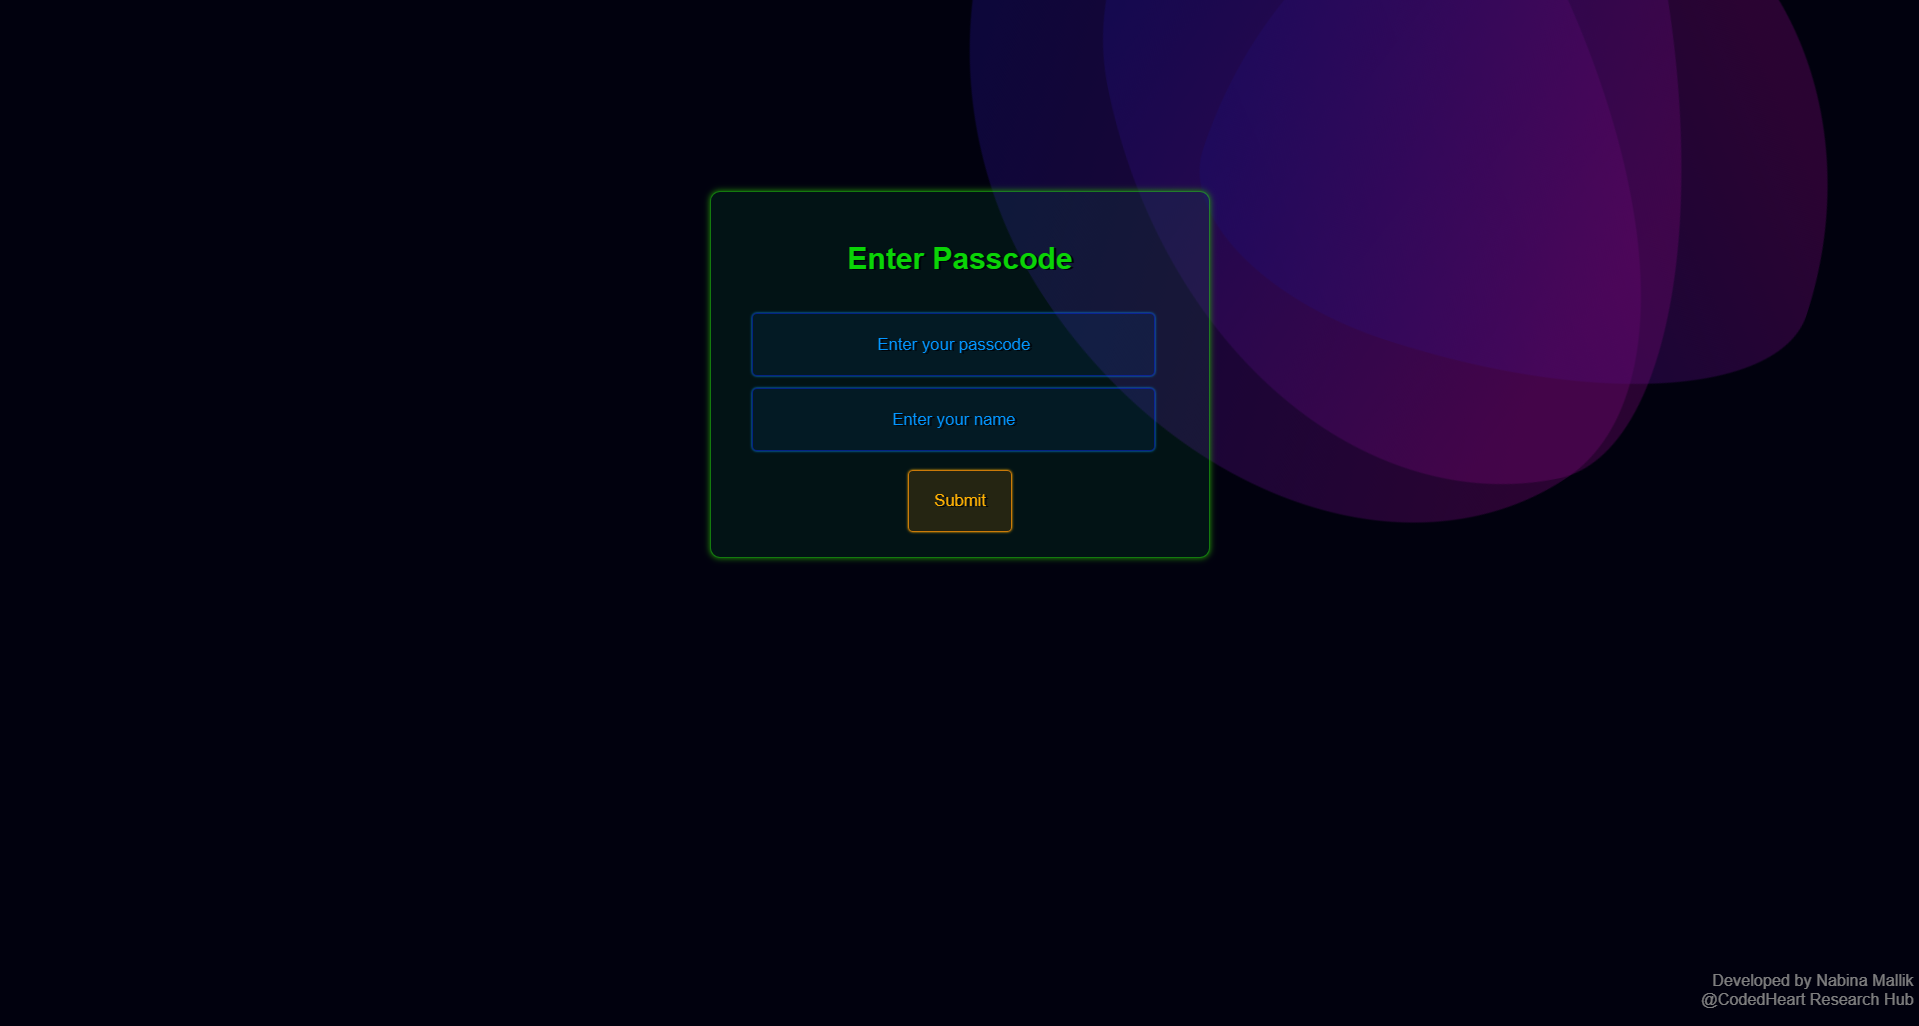 Enter Passcode
Enter your passcode
Enter your name
Submit
Developed by Nabina Mallik
@CodedHeart Research Hub